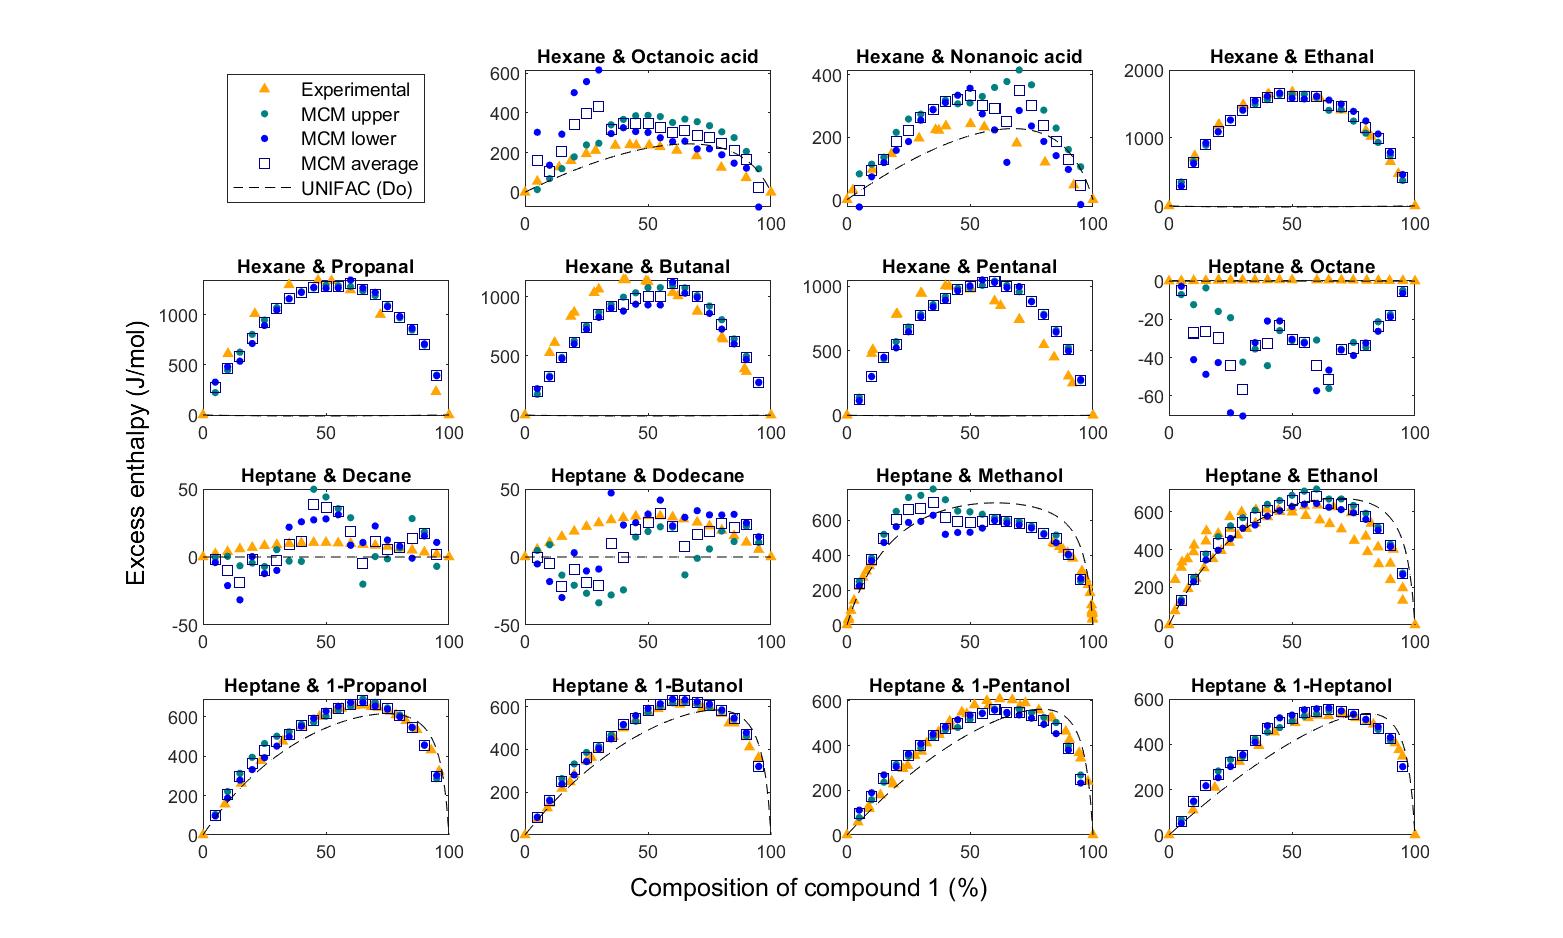 Experimental
MCM upper
MCM lower
MCM average
UNIFAC (Do)
Hexane & Octanoic acid
600
400
200
0
0 50 100
Hexane & Nonanoic acid
400
200
0
0 50 100
Hexane & Ethanal
2000
1000
0
0 50 100
Hexane & Propanal
1000
500
0
0 50 100
Hexane & Butanal
1000
500
0
0 50 100
Hexane & Pentanal
1000
500
0
0 50 100
Heptane & Octane
0
-20
-40
-60
0 50 100
Heptane & Decane
50
0
-50
0 50 100
Heptane & Dodecane
50
0
-50
0 50 100
Heptane & Methanol
600
400
200
0
0 50 100
Heptane & Ethanol
600
400
200
0
0 50 100
Heptane & 1-Propanol
600
400
200
0
0 50 100
Heptane & 1-Butanol
600
400
200
0
0 50 100
Heptane & 1-Pentanol
600
400
200
0
0 50 100
Heptane & 1-Heptanol
600
400
200
0
0 50 100
Excess enthalpy (J/mol)
Composition of compound 1 (%)